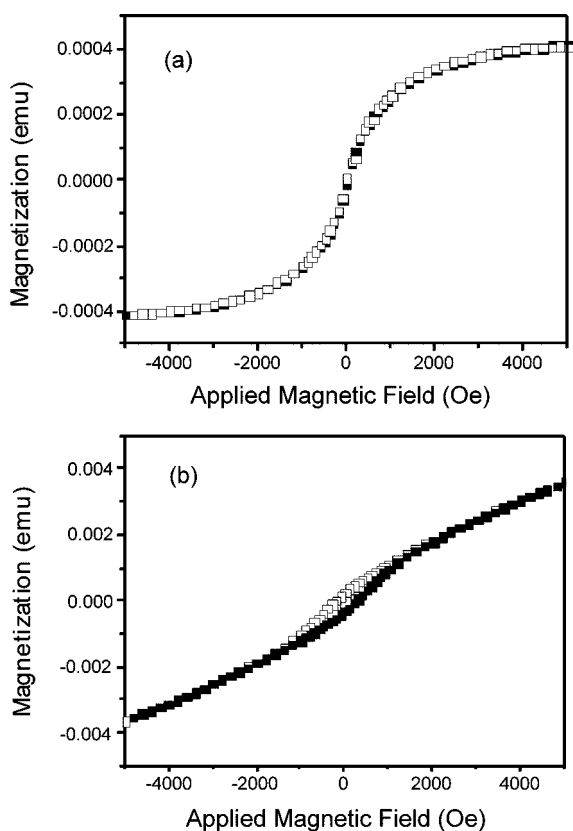 (a)
Magnetization (emu)
0.0004
0.0002
0.0000
-0.0002
-0.0004
-4000 -2000 0 2000 4000
Applied Magnetic Field (Oe)
(b)
Magnetization (emu)
0.004
0.002
0.000
-0.002
-0.004
-4000 -2000 0 2000 4000
Applied Magnetic Field (Oe)